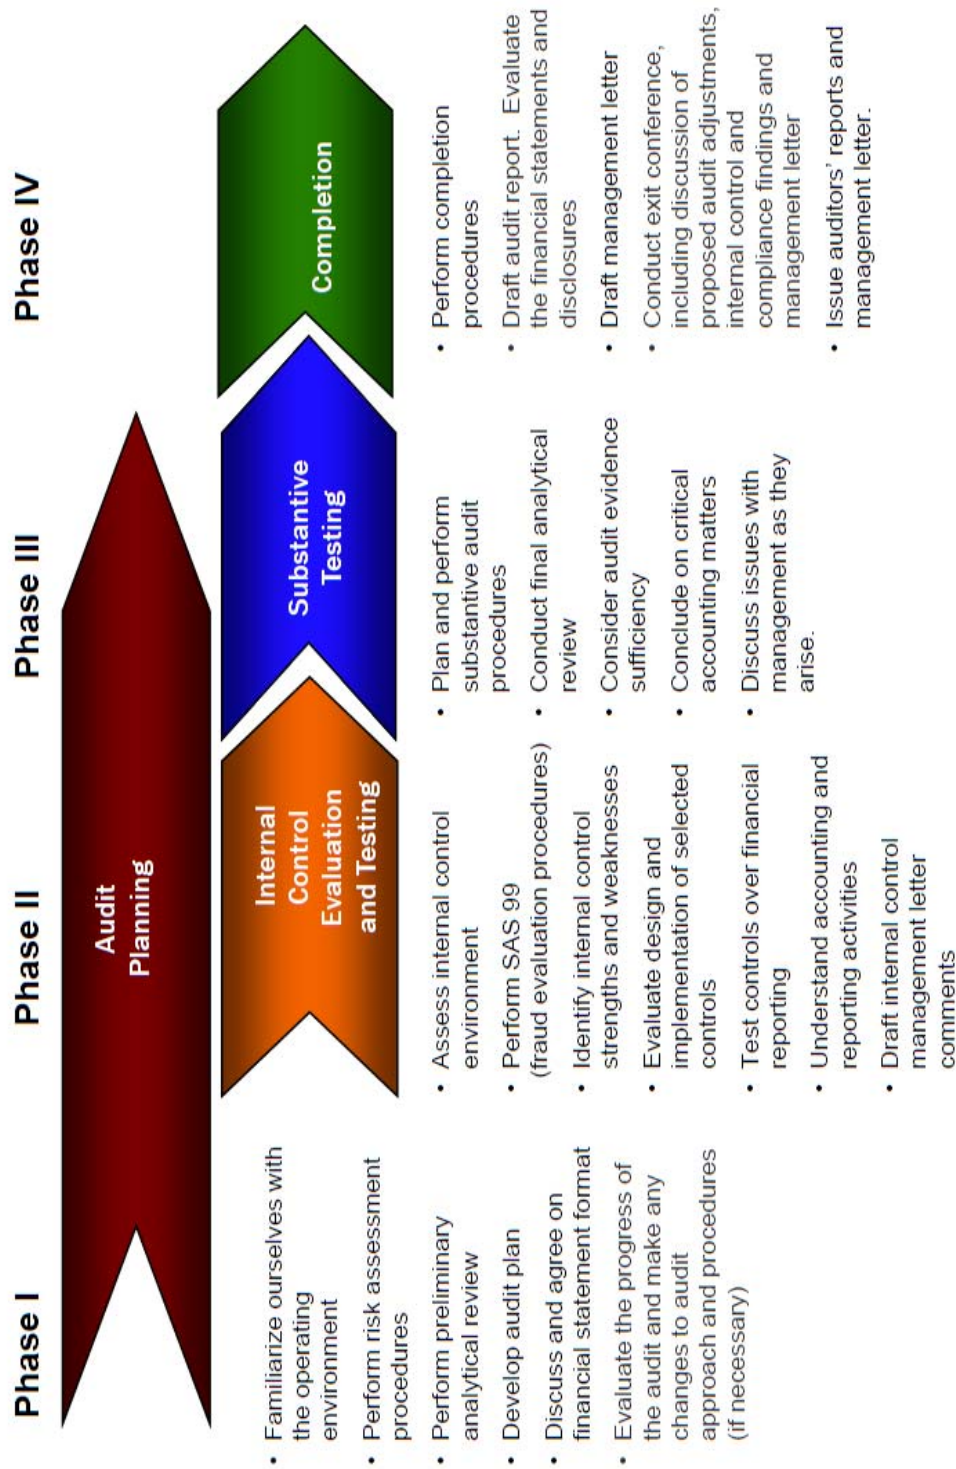 Phase I
Phase II
Phase III
Phase IV
Audit
Planning
Internal
Control
Evaluation
and Testing
Substantive
Testing
Completion
• Familiarize ourselves with
the operating
environment
• Perform risk assessment
procedures
• Perform preliminary
analytical review
• Develop audit plan
• Discuss and agree on
financial statement format
• Evaluate the progress of
the audit and make any
changes to audit
approach and procedures
(if necessary)
• Assess internal control
environment
• Perform SAS 99
(fraud evaluation procedures)
• Identify internal control
strengths and weaknesses
• Evaluate design and
implementation of selected
controls
• Test controls over financial
reporting
• Understand accounting and
reporting activities
• Draft internal control
management letter
comments
• Plan and perform
substantive audit
procedures
• Conduct final analytical
review
• Consider audit evidence
sufficiency
• Conclude on critical
accounting matters
• Discuss issues with
management as they
arise.
• Perform completion
procedures
• Draft audit report. Evaluate
the financial statements and
disclosures
• Draft management letter
• Conduct exit conference,
including discussion of
proposed audit adjustments,
internal control and
compliance findings and
management letter
• Issue auditors' reports and
management letter.